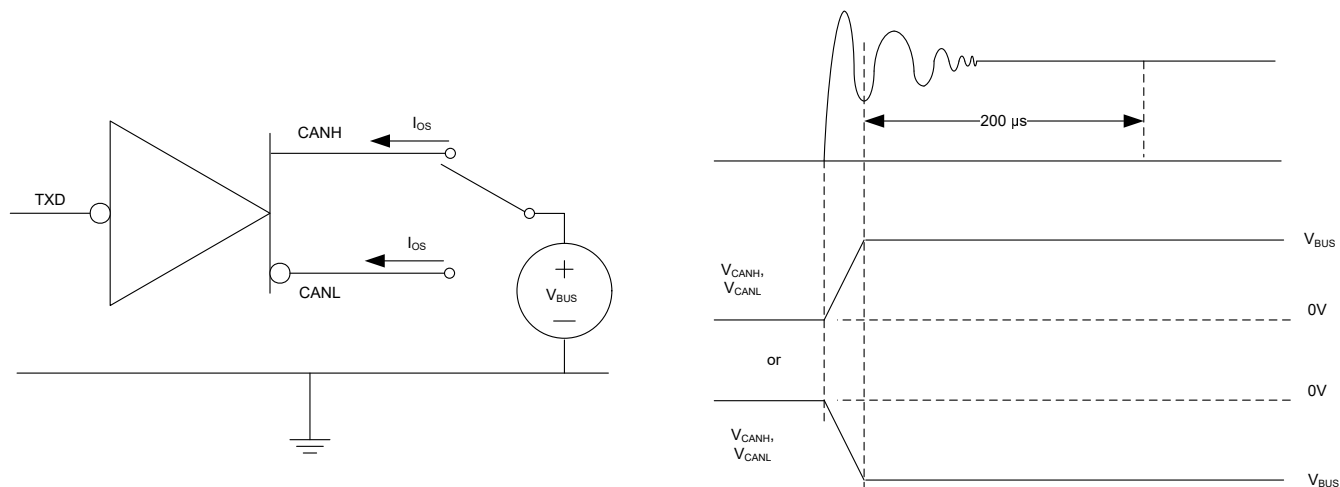 TXD
CANH
I_OS
I_OS
CANL
+
V_BUS
—
200 µs
V_BUS
V_CANH,
V_CANL
0V
or
0V
V_CANH,
V_CANL
V_BUS